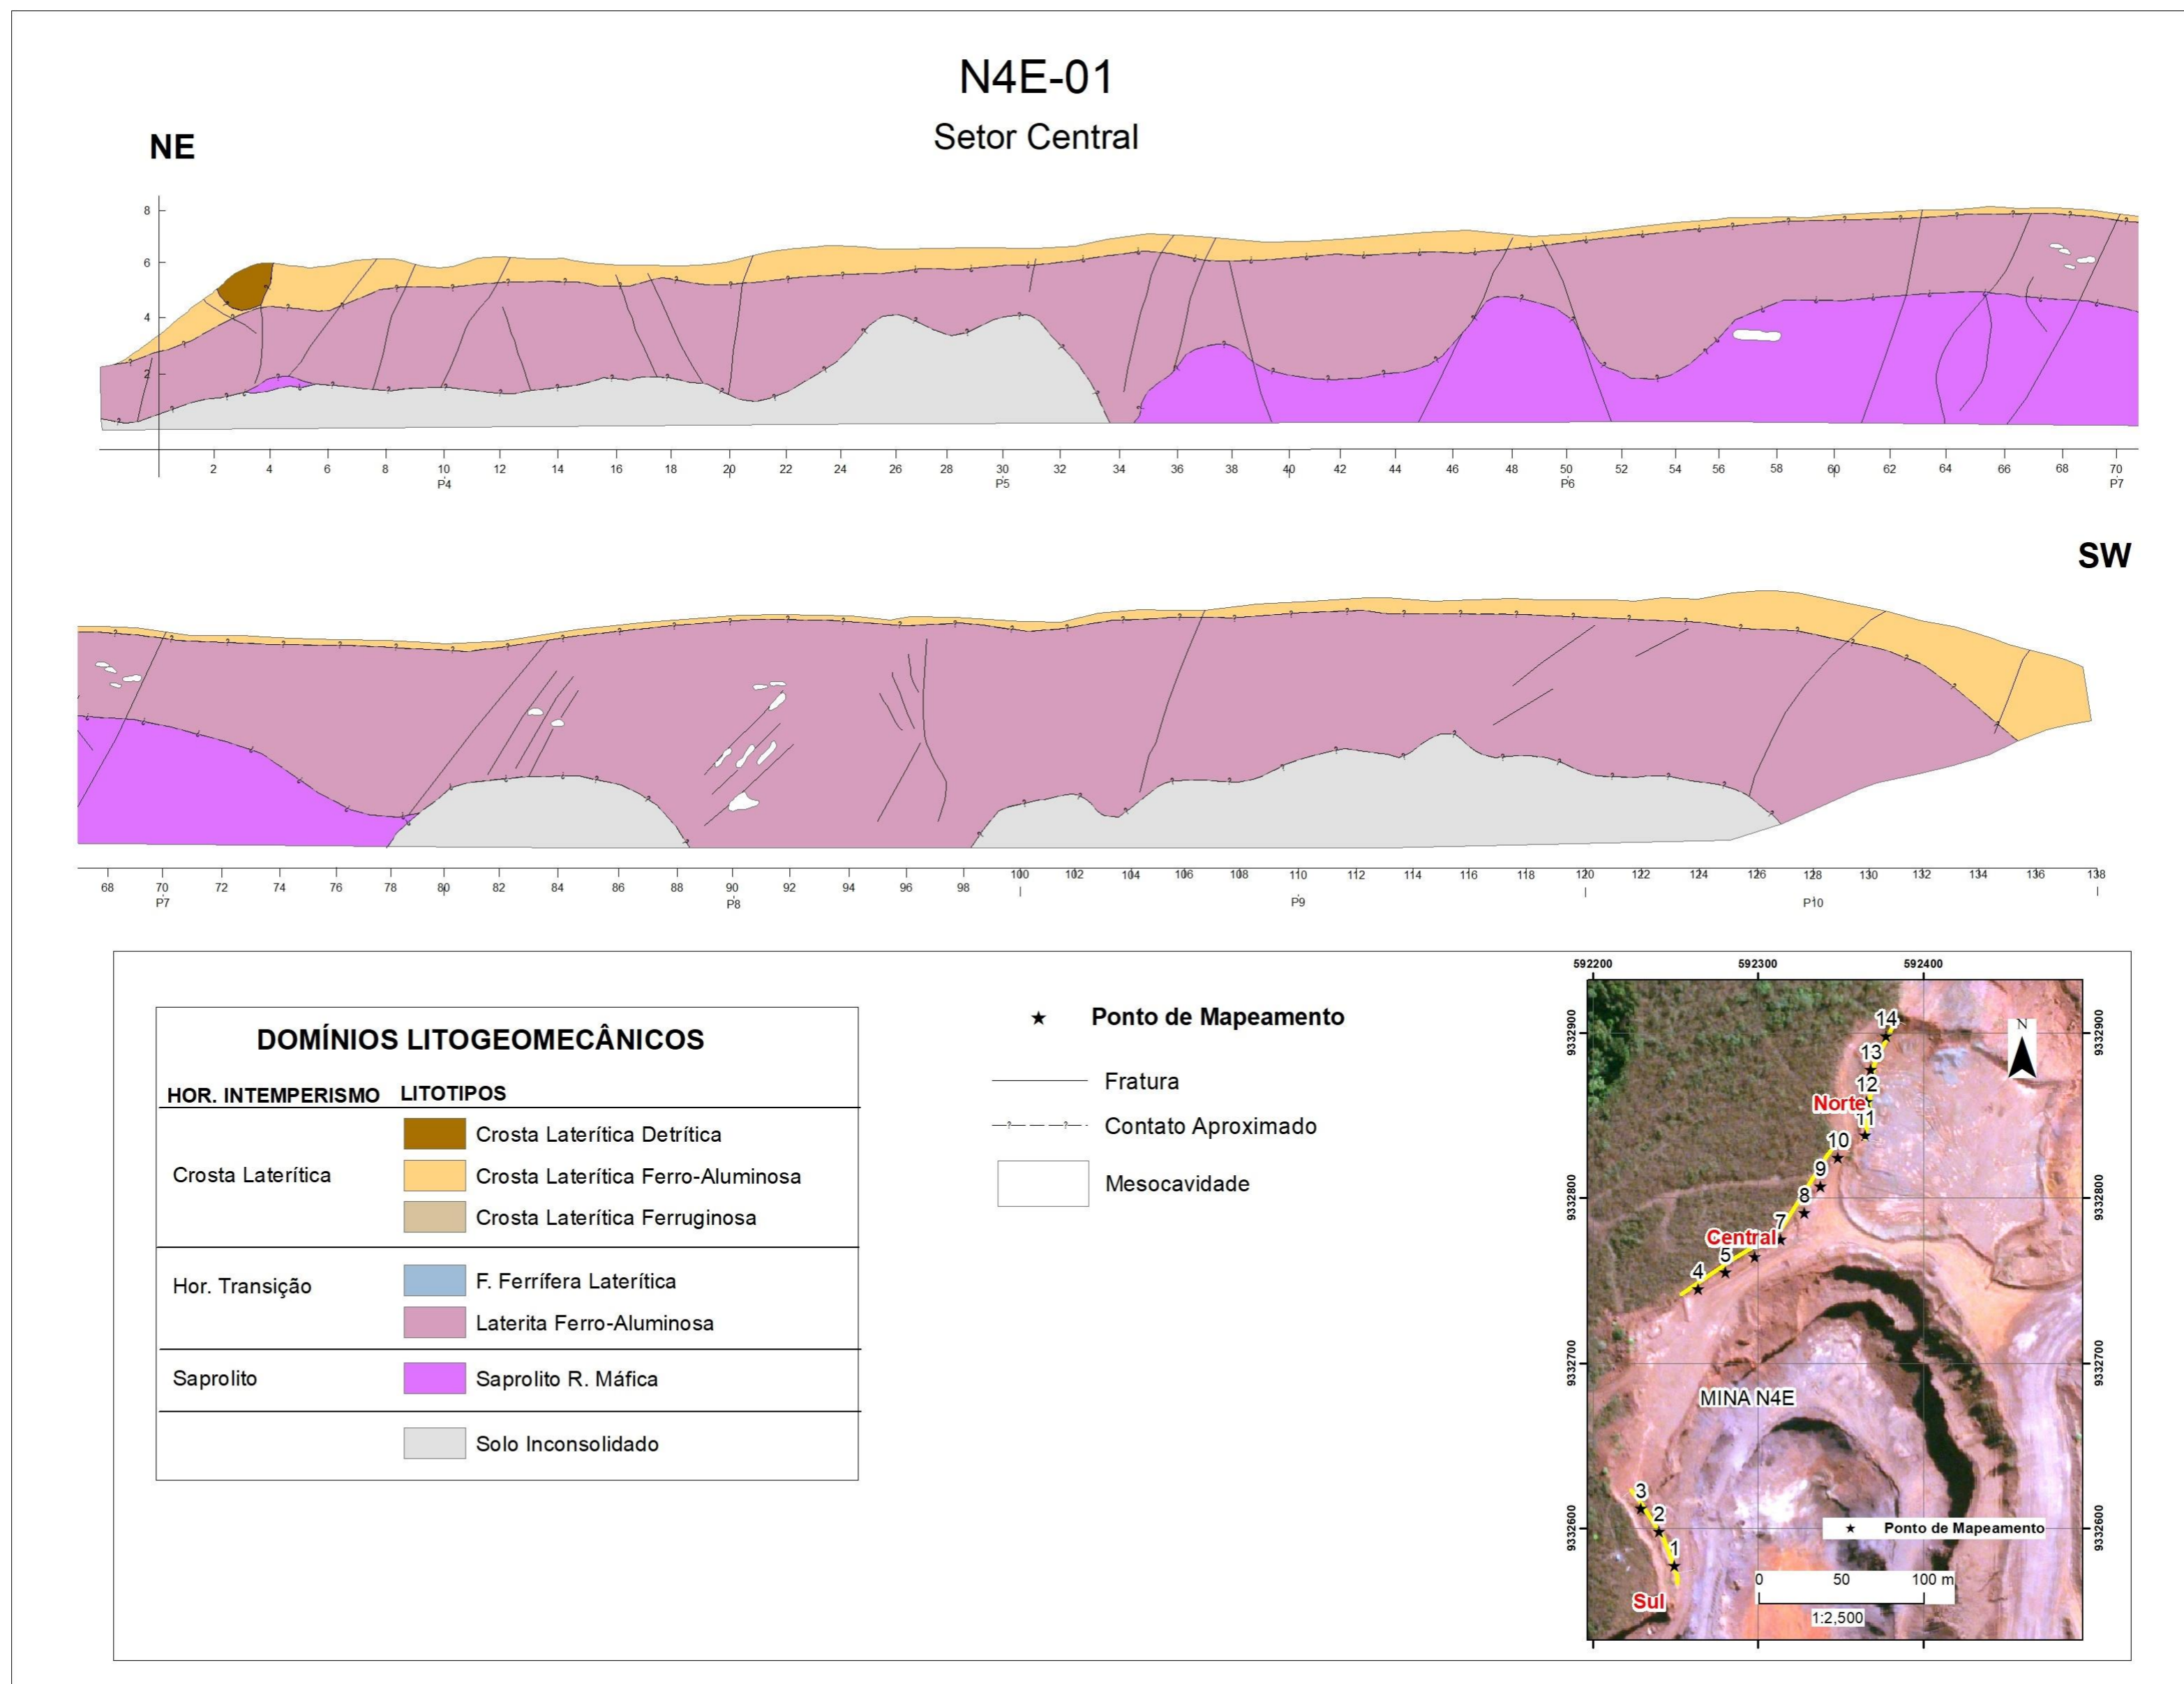 N4E-01
Setor Central
NE
8
6
4
2
2 4 6 8 10 12 14 16 18 20 22 24 26 28 30 32 34 36 38 40 42 44 46 48 50 52 54 56 58 60 62 64 66 68 70
P4 P5 P6 P7
SW
68 70 72 74 76 78 80 82 84 86 88 90 92 94 96 98 100 102 104 106 108 110 112 114 116 118 120 122 124 126 128 130 132 134 136 138
P7 P8 P9 P10
DOMÍNIOS LITOGEOMECÂNICOS
HOR. INTEMPERISMO LITOTIPOS
Crosta Laterítica Detrítica
Crosta Laterítica
Crosta Laterítica Ferro-Aluminosa
Crosta Laterítica Ferruginosa
Hor. Transição
F. Ferrífera Laterítica
Laterita Ferro-Aluminosa
Saprolito
Saprolito R. Máfica
Solo Inconsolidado
Ponto de Mapeamento
Fratura
Contato Aproximado
Mesocavidade
592200 592300 592400
9332900 9332900
9332800 9332800
9332700 9332700
9332600 9332600
N
14
13
12
Norte
11
10
9
8
7
Central
5
4
MINA N4E
3
2
1
Sul
Ponto de Mapeamento
0 50 100 m
1:2,500